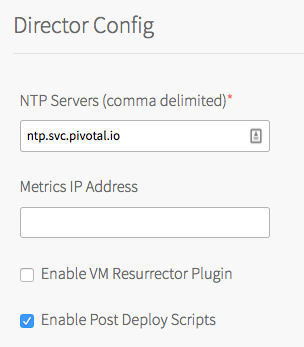 Director Config
NTP Servers (comma delimited)*
ntp.svc.pivotal.io
Metrics IP Address
Enable VM Resurrector Plugin
Enable Post Deploy Scripts